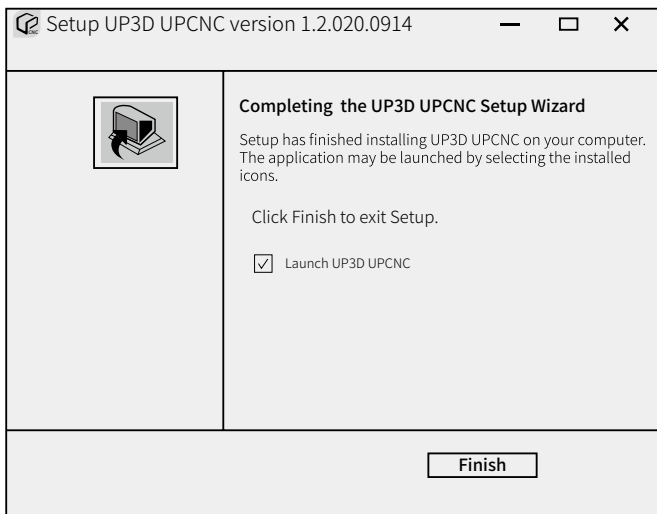 Setup UP3D UPCNC version 1.2.020.0914
Completing the UP3D UPCNC Setup Wizard
Setup has finished installing UP3D UPCNC on your computer.
The application may be launched by selecting the installed
icons.
Click Finish to exit Setup.
Launch UP3D UPCNC
Finish